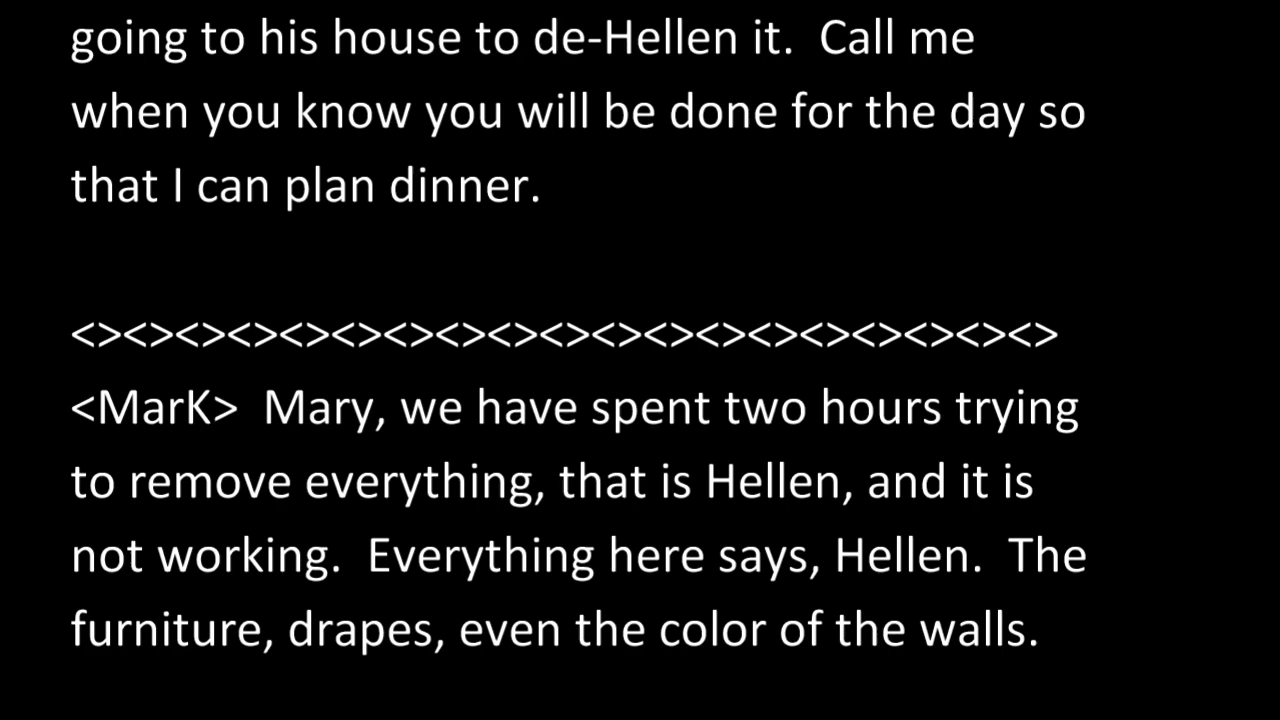 going to his house to de-Hellen it.  Call me
when you know you will be done for the day so
that I can plan dinner.
<><><><><><><><><><><><><><><><><><><>
<MarK>  Mary, we have spent two hours trying
to remove everything, that is Hellen, and it is
not working.  Everything here says, Hellen.  The
furniture, drapes, even the color of the walls.